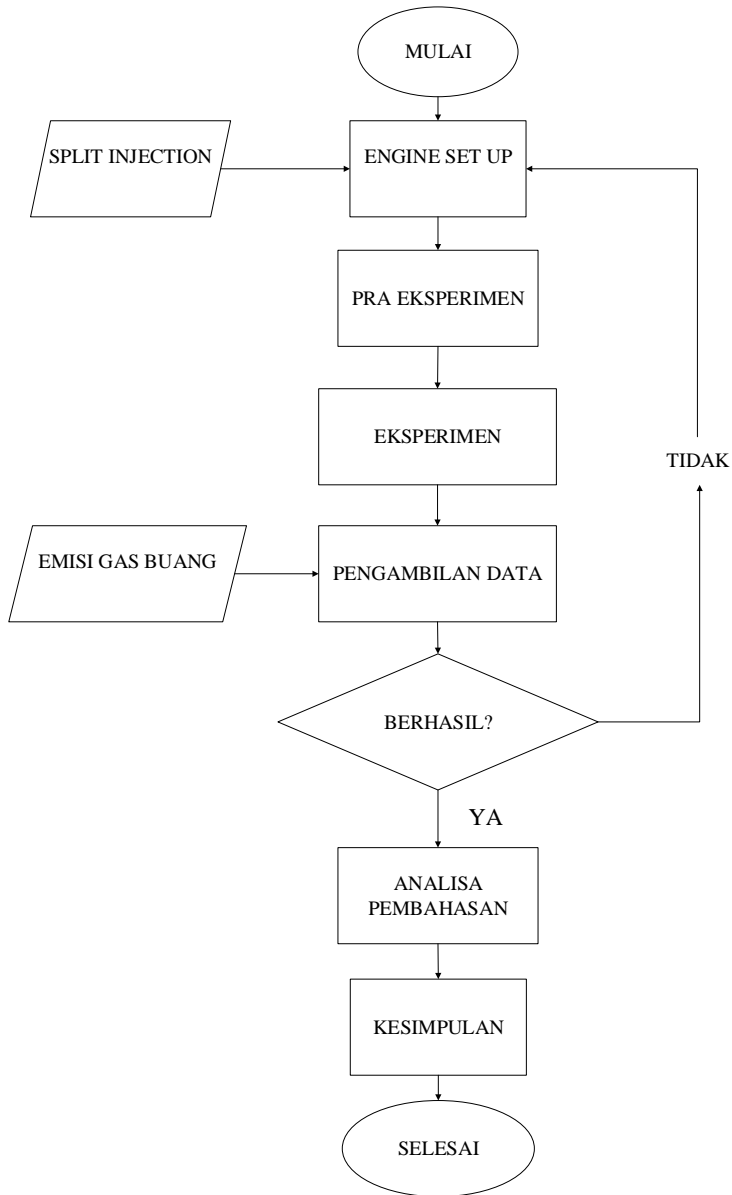 MULAI
SPLIT INJECTION
ENGINE SET UP
PRA EKSPERIMEN
EKSPERIMEN
TIDAK
EMISI GAS BUANG
PENGAMBILAN DATA
BERHASIL?
YA
ANALISA
PEMBAHASAN
KESIMPULAN
SELESAI